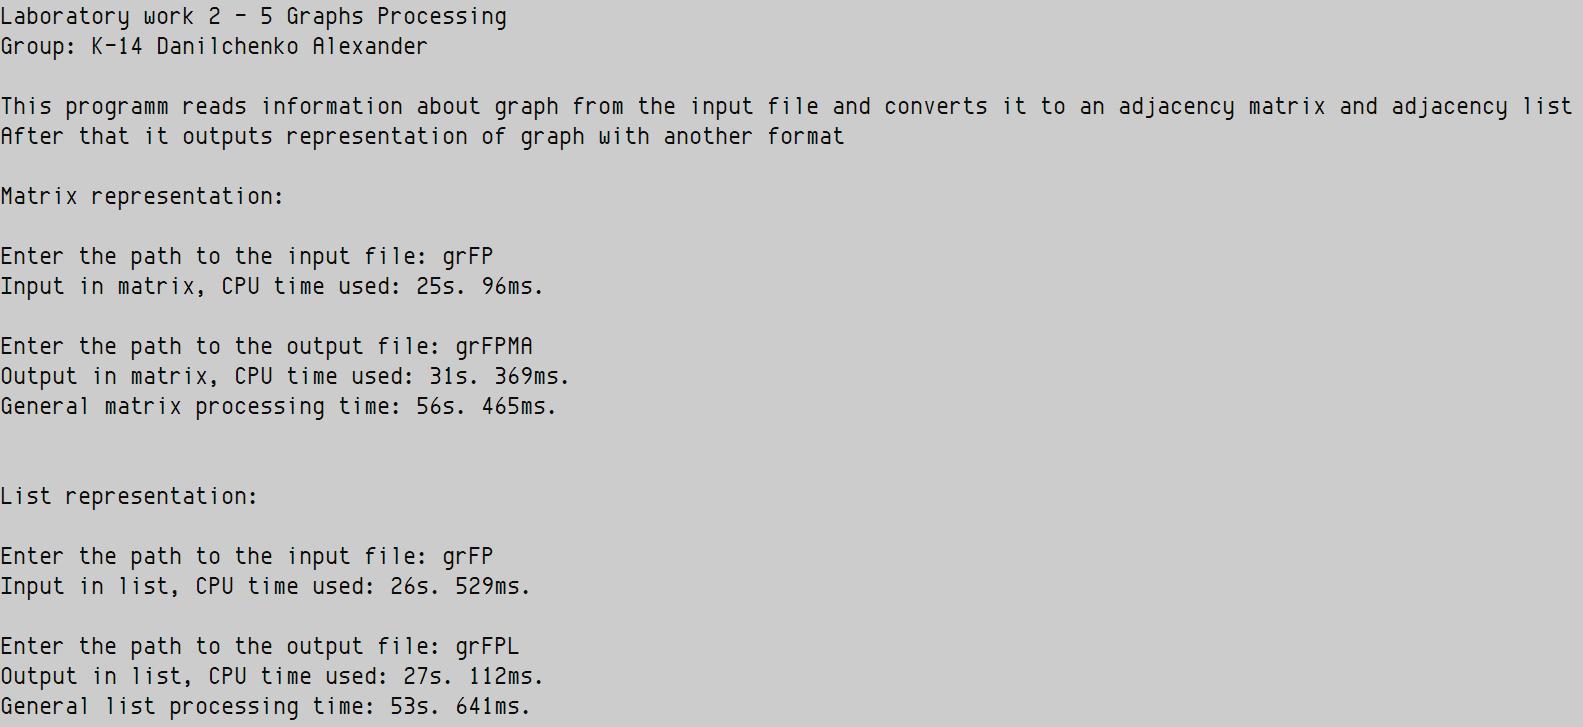 Laboratory work 2 - 5 Graphs Processing
Group: K-14 Danilchenko Alexander
This programm reads information about graph from the input file and converts it to an adjacency matrix and adjacency list
After that it outputs representation of graph with another format
Matrix representation:
Enter the path to the input file: grFP
Input in matrix, CPU time used: 25s. 96ms.
Enter the path to the output file: grFPMA
Output in matrix, CPU time used: 31s. 369ms.
General matrix processing time: 56s. 465ms.
List representation:
Enter the path to the input file: grFP
Input in list, CPU time used: 26s. 529ms.
Enter the path to the output file: grFPL
Output in list, CPU time used: 27s. 112ms.
General list processing time: 53s. 641ms.